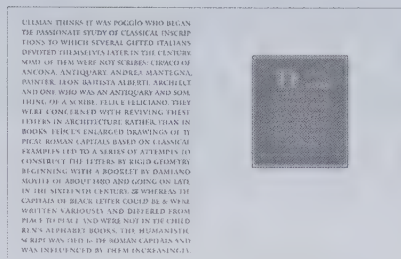 ULLMAN THINKS IT WAS POGGIO WHO BEGAN
THE PASSIONATE STUDY OF CLASSICAL INSCRIP
TIONS TO WHICH SEVERAL GIFTED ITALIANS
DEVOTED THEMSELVES LATER IN THE CENTURY.
SOME OF THEM WERE NOT SCRIBES: CIRIACO OF
ANCONA, ANTIQUARY, ANDREA MANTEGNA,
PAINTER, LEON BATTISTA ALBERTI, ARCHITECT
AND ONE WHO WAS AN ANTIQUARY AND SOM
THING OF A SCRIBE, FELICE FELICIANO. THEY
WERE CONCERNED WITH REVIVING THESE
LETTERS IN ARCHITECTURE RATHER THAN IN
BOOKS. FELICE'S ENLARGED DRAWINGS OF TY
PICAL ROMAN CAPITALS BASED ON CLASSICAL
EXAMPLES LED TO A SERIES OF ATTEMPTS TO
CONSTRUCT THE LETTERS BY RIGID GEOMETRY
BEGINNING WITH A BOOKLET BY DAMIANO
MOYLLE OF ABOUT 1480 AND GOING ON LATE
IN THE SIXTEENTH CENTURY. & WHEREAS THE
CAPITALS OF BLACK LETTER COULD BE & WERE
WRITTEN VARIOUSLY AND DIFFERED FROM
PLACE TO PLACE AND WERE NOT IN THE CHILD
REN'S ALPHABET BOOKS, THE HUMANISTIC
SCRIPT WAS TIED TO THE ROMAN CAPITALS AND
WAS INFLUENCED BY THEM INCREASINGLY.